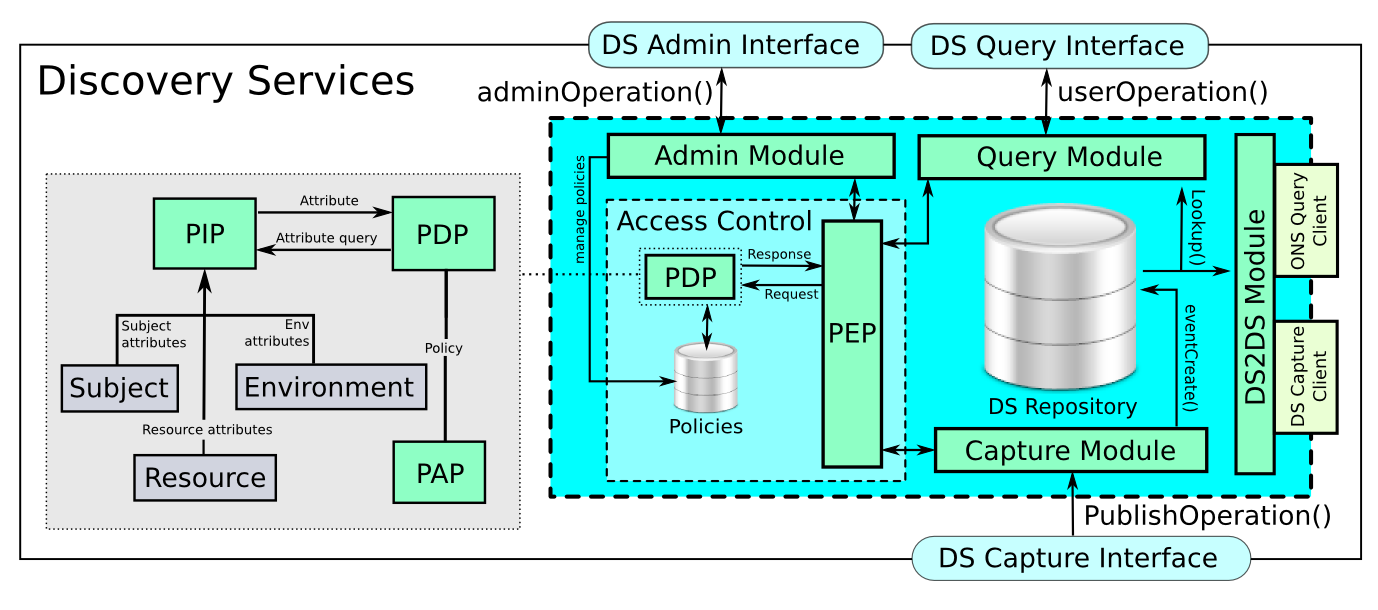 DS Admin Interface
DS Query Interface
Discovery Services
adminOperation()
userOperation()
Admin Module
Query Module
manage policies
Access Control
PIP
Attribute
Attribute query
PDP
PDP
Response
Request
PEP
Lookup()
DS2DS Module
ONS Query
Client
DS Capture
Client
eventCreate()
DS Repository
Subject
attributes
Env
attributes
Policy
Subject
Environment
Policies
Resource attributes
Resource
PAP
Capture Module
PublishOperation()
DS Capture Interface